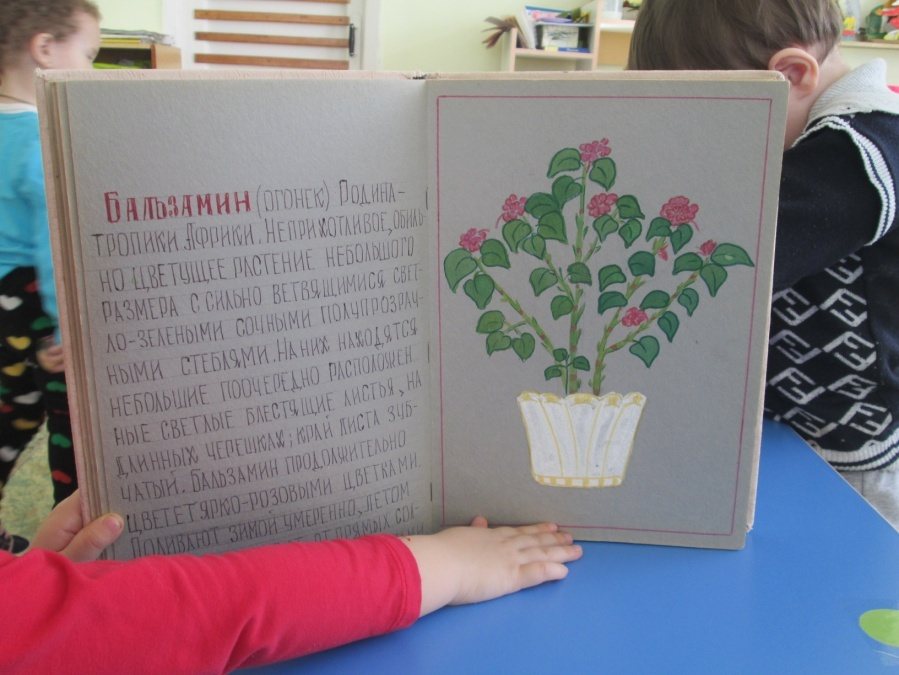 Бальзамин (огонек) Родина-
тропики Африки. Неприхотливое, обиль-
но цветущее растение небольшого
размера с сильно ветвящимися свет-
ло-зелеными сочными полупрозрач-
ными стеблями. На них находятся
небольшие поочередно расположен
ные светлые блестящие листья, на
длинных черешках; край листа зуб-
чатый. Бальзамин продолжительно
цветет ярко-розовыми цветками.
Поливают зимой умеренно, летом
от прямых сол-